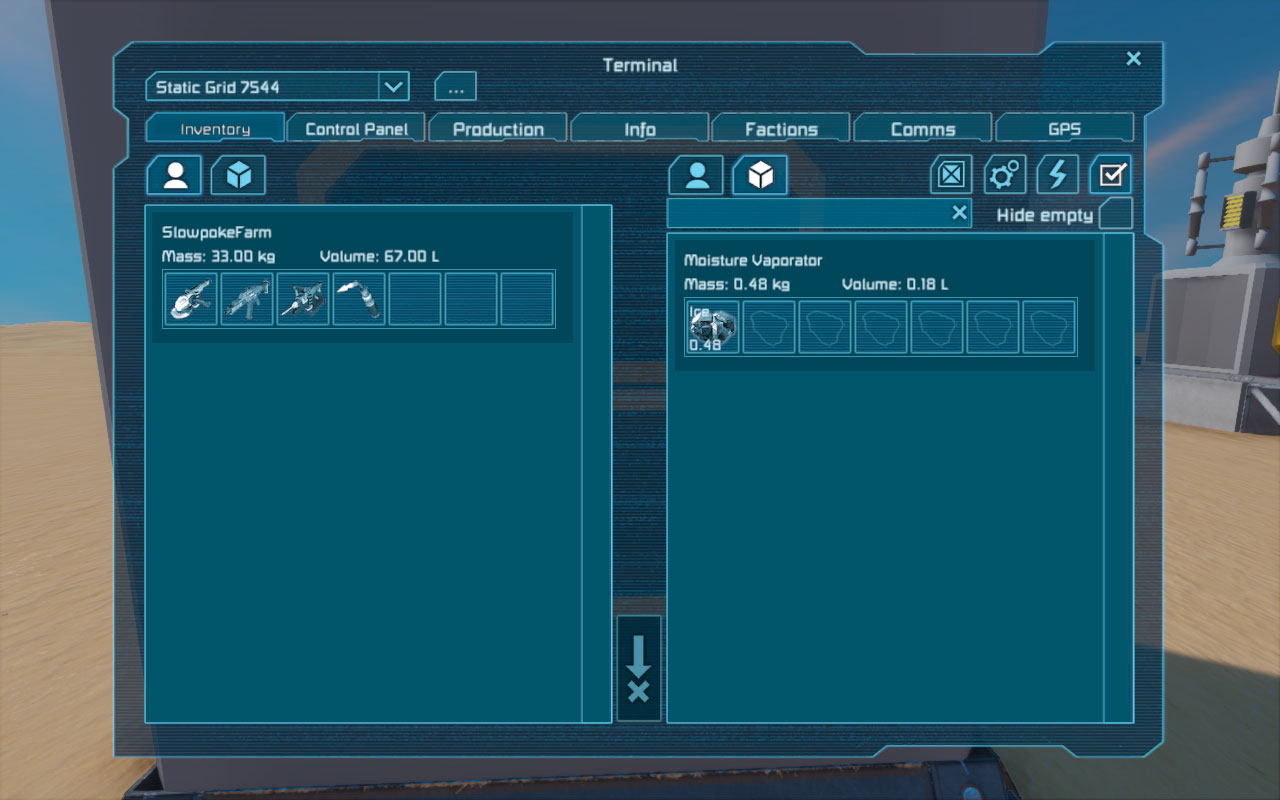 Terminal
Static Grid 7544
...
Inventory
Control Panel
Production
Info
Factions
Comms
GPS
Hide empty
SlowpokeFarm
Mass: 33.00 kg Volume: 67.00 L
Moisture Vaporator
Mass: 0.48 kg Volume: 0.18 L
Ice
0.48